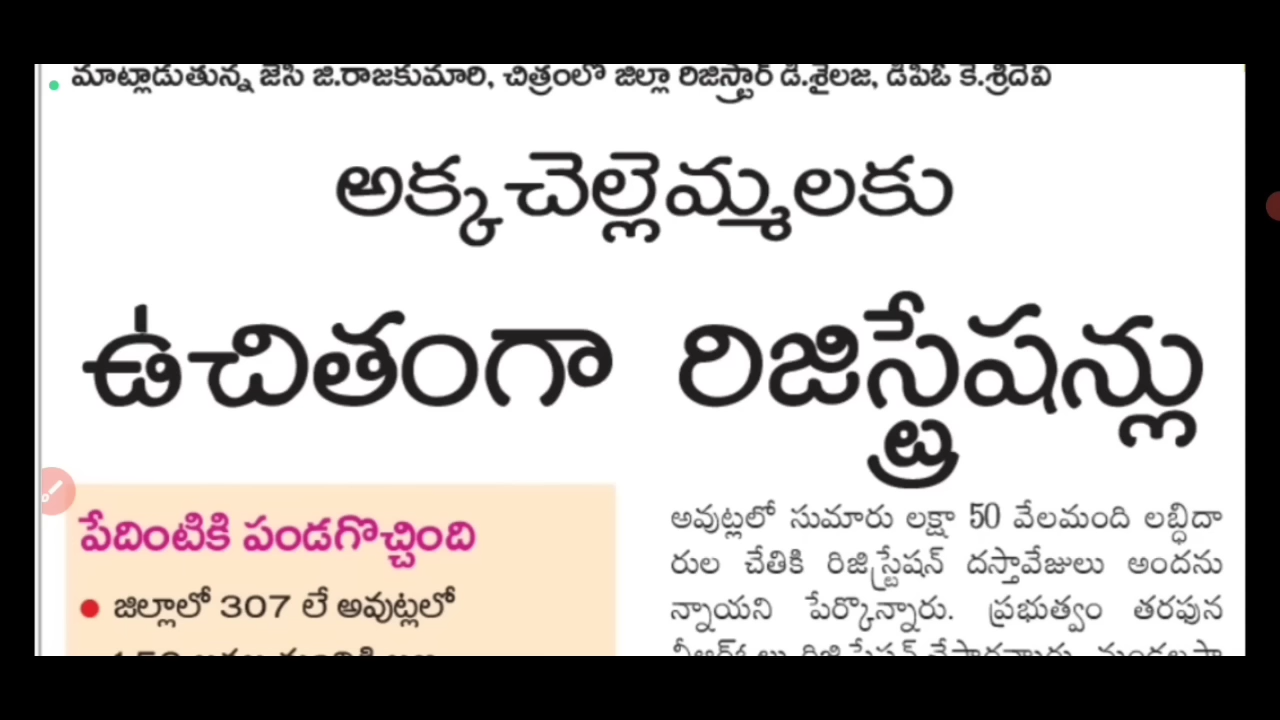 మాట్లాడుతున్న జేసీ జి.రాజకుమారి, చిత్రంలో జిల్లా రిజిస్ట్రార్ డి.శైలజ, డీపీఓ కె.శ్రీదేవి
అక్కచెల్లెమ్మలకు
ఉచితంగా రిజిస్ట్రేషన్లు
పేదింటికి పండగొచ్చింది
● జిల్లాలో 307 లే అవుట్లలో
అవుట్లలో సుమారు లక్షా 50 వేలమంది లబ్ధిదా
రుల చేతికి రిజిస్ట్రేషన్ దస్తావేజులు అందను
న్నాయని పేర్కొన్నారు. ప్రభుత్వం తరఫున